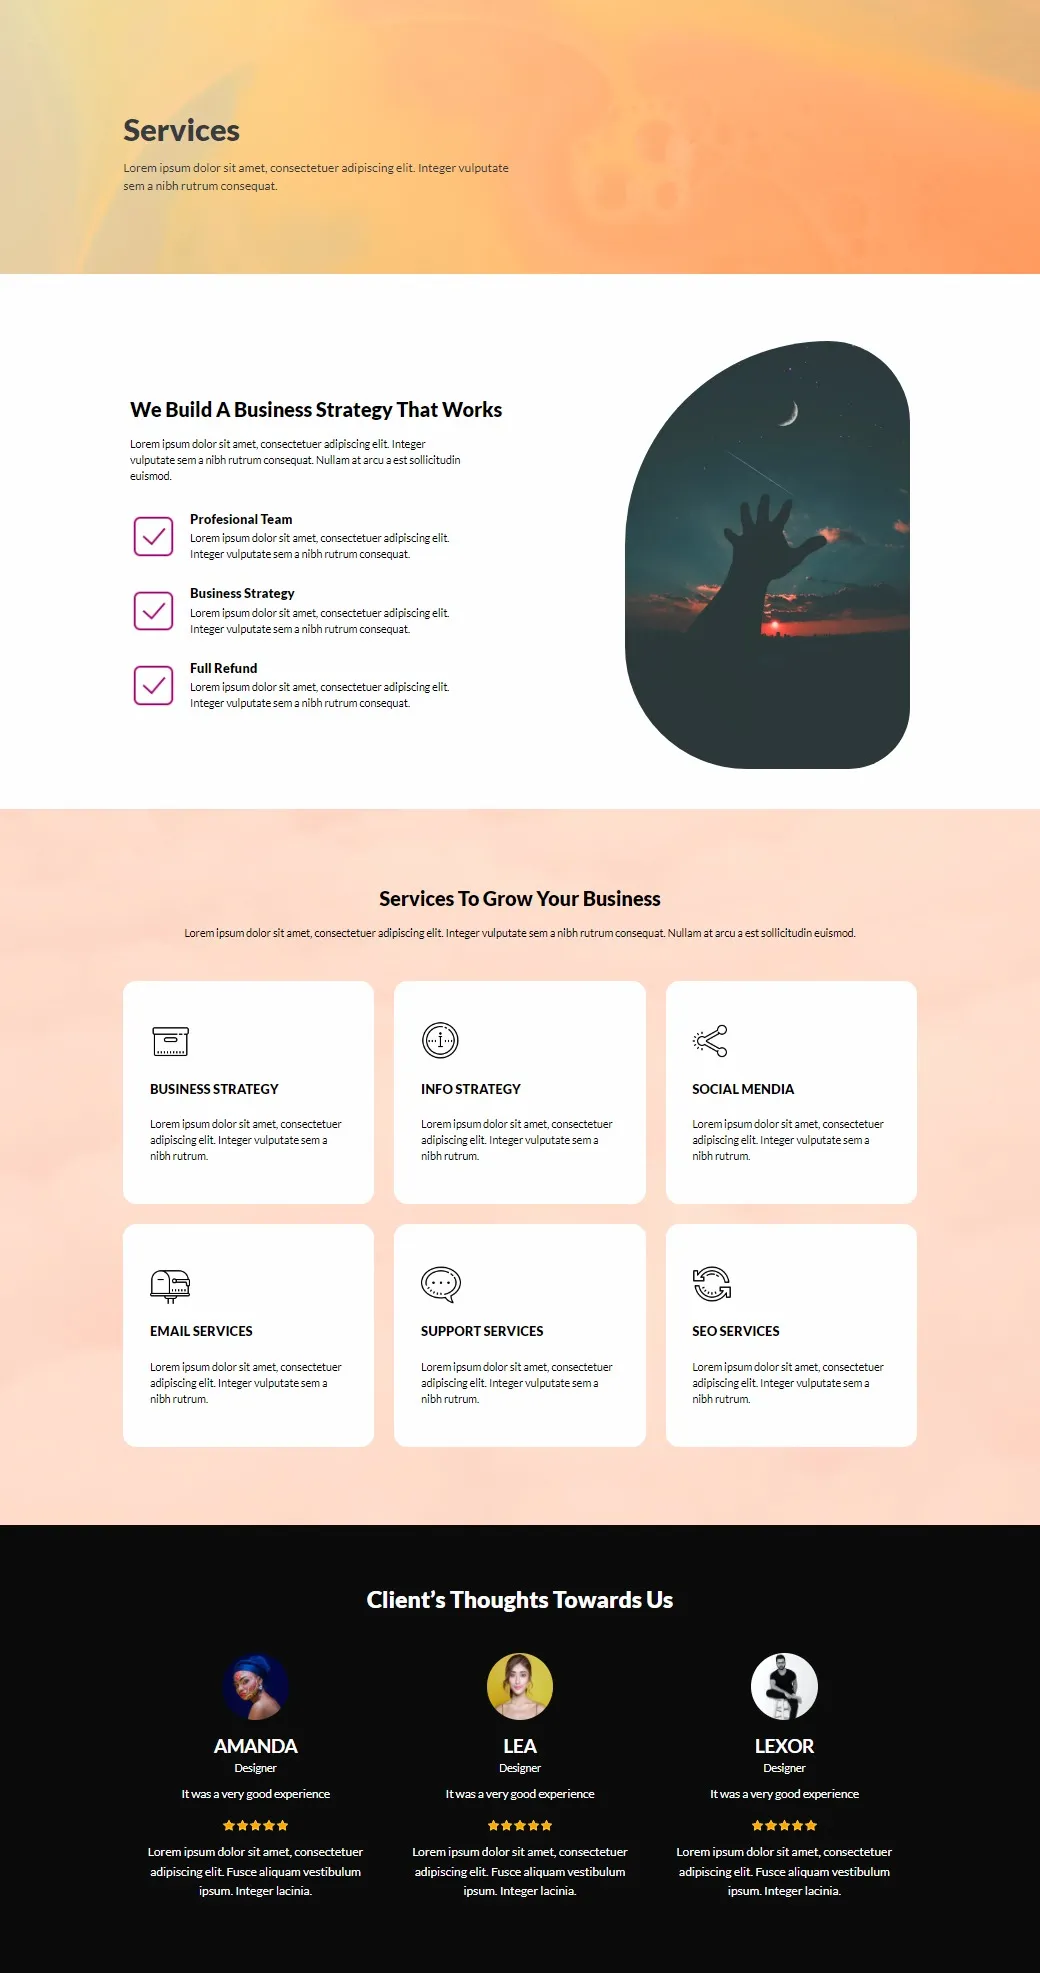 Services
Lorem ipsum dolor sit amet, consectetuer adipiscing elit. Integer vulputate
sem a nibh rutrum consequat.
We Build A Business Strategy That Works
Lorem ipsum dolor sit amet, consectetuer adipiscing elit. Integer
vulputate sem a nibh rutrum consequat. Nullam at arcu a est sollicitudin
euismod.
Profesional Team
Lorem ipsum dolor sit amet, consectetuer adipiscing elit.
Integer vulputate sem a nibh rutrum consequat.
Business Strategy
Lorem ipsum dolor sit amet, consectetuer adipiscing elit.
Integer vulputate sem a nibh rutrum consequat.
Full Refund
Lorem ipsum dolor sit amet, consectetuer adipiscing elit.
Integer vulputate sem a nibh rutrum consequat.
Services To Grow Your Business
Lorem ipsum dolor sit amet, consectetuer adipiscing elit. Integer vulputate sem a nibh rutrum consequat. Nullam at arcu a est sollicitudin euismod.
BUSINESS STRATEGY
Lorem ipsum dolor sit amet, consectetuer
adipiscing elit. Integer vulputate sem a
nibh rutrum.
INFO STRATEGY
Lorem ipsum dolor sit amet, consectetuer
adipiscing elit. Integer vulputate sem a
nibh rutrum.
SOCIAL MENDIA
Lorem ipsum dolor sit amet, consectetuer
adipiscing elit. Integer vulputate sem a
nibh rutrum.
EMAIL SERVICES
Lorem ipsum dolor sit amet, consectetuer
adipiscing elit. Integer vulputate sem a
nibh rutrum.
SUPPORT SERVICES
Lorem ipsum dolor sit amet, consectetuer
adipiscing elit. Integer vulputate sem a
nibh rutrum.
SEO SERVICES
Lorem ipsum dolor sit amet, consectetuer
adipiscing elit. Integer vulputate sem a
nibh rutrum.
Client’s Thoughts Towards Us
AMANDA
Designer
It was a very good experience
Lorem ipsum dolor sit amet, consectetuer
adipiscing elit. Fusce aliquam vestibulum
ipsum. Integer lacinia.
LEA
Designer
It was a very good experience
Lorem ipsum dolor sit amet, consectetuer
adipiscing elit. Fusce aliquam vestibulum
ipsum. Integer lacinia.
LEXOR
Designer
It was a very good experience
Lorem ipsum dolor sit amet, consectetuer
adipiscing elit. Fusce aliquam vestibulum
ipsum. Integer lacinia.